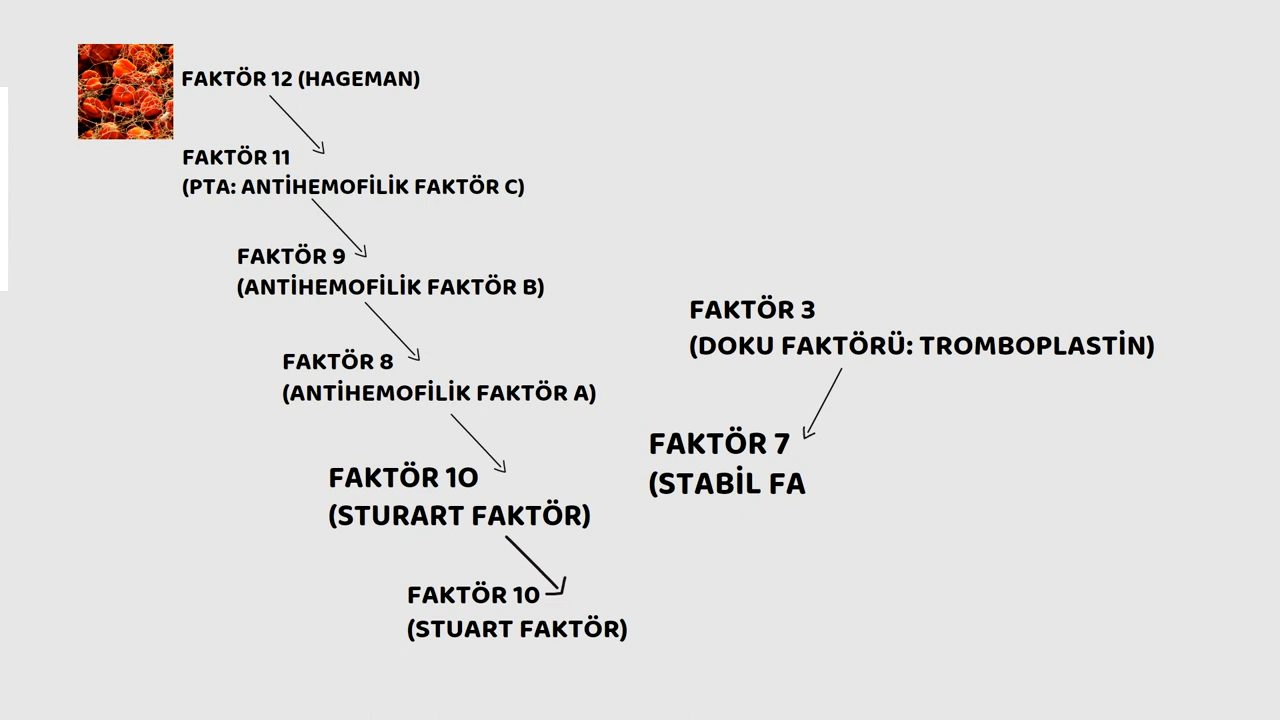 FAKTÖR 12 (HAGEMAN)
FAKTÖR 11
(PTA: ANTİHEMOFİLİK FAKTÖR C)
FAKTÖR 9
(ANTİHEMOFİLİK FAKTÖR B)
FAKTÖR 8
(ANTİHEMOFİLİK FAKTÖR A)
FAKTÖR 10
(STURART FAKTÖR)
FAKTÖR 10
(STUART FAKTÖR)
FAKTÖR 3
(DOKU FAKTÖRÜ: TROMBOPLASTİN)
FAKTÖR 7
(STABİL FA